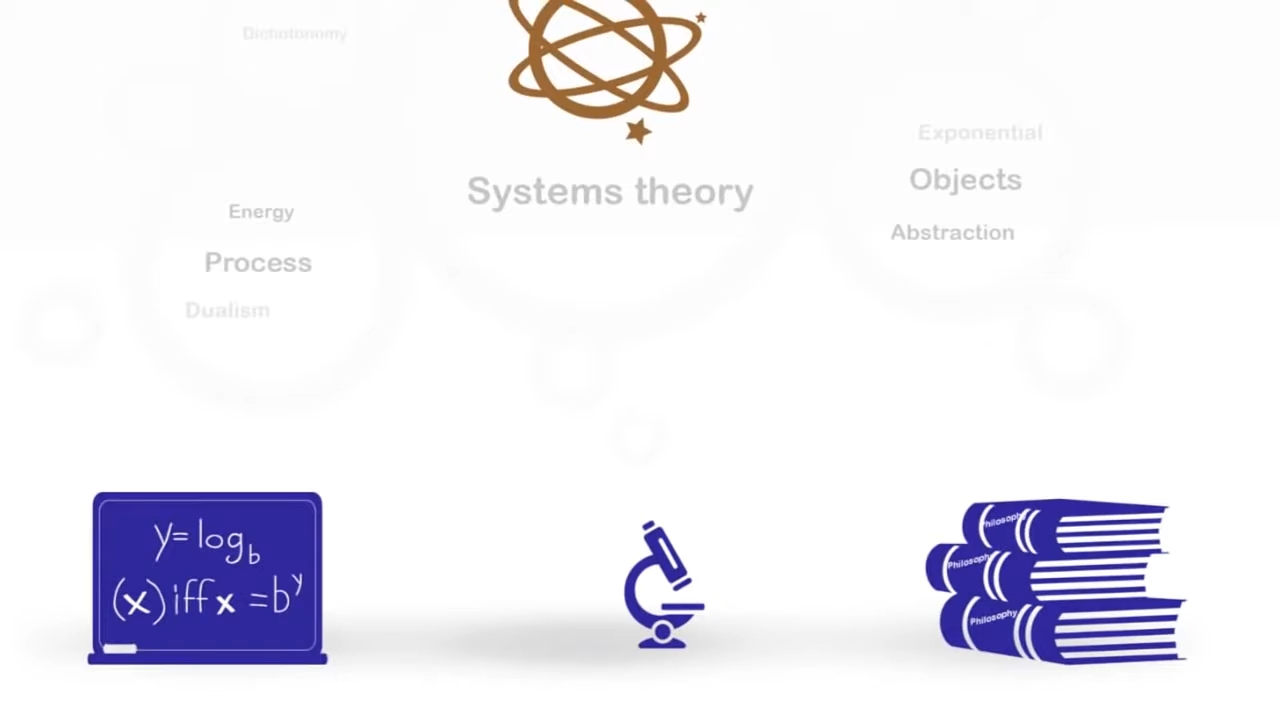 Dichotonomy
Energy
Process
Dualism
Systems theory
Exponential
Objects
Abstraction
y= log_b
(x) iff x =b^y
Philosophy
Philosophy
Philosophy